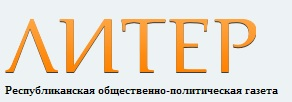 ЛИТЕР
Республиканская общественно-политическая газета